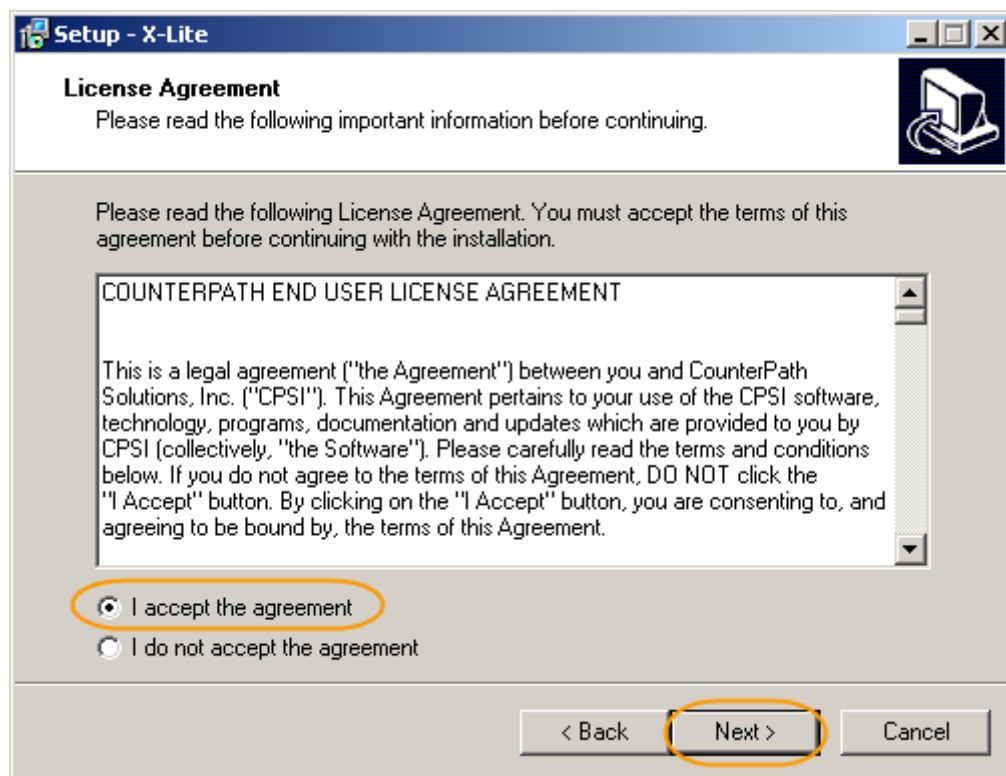 Setup - X-Lite
License Agreement
Please read the following important information before continuing.
Please read the following License Agreement. You must accept the terms of this
agreement before continuing with the installation.
COUNTERPATH END USER LICENSE AGREEMENT
This is a legal agreement ("the Agreement") between you and CounterPath
Solutions, Inc. ("CPSI"). This Agreement pertains to your use of the CPSI software,
technology, programs, documentation and updates which are provided to you by
CPSI (collectively, "the Software"). Please carefully read the terms and conditions
below. If you do not agree to the terms of this Agreement, DO NOT click the
"I Accept" button. By clicking on the "I Accept" button, you are consenting to, and
agreeing to be bound by, the terms of this Agreement.
I accept the agreement
I do not accept the agreement
< Back Next > Cancel